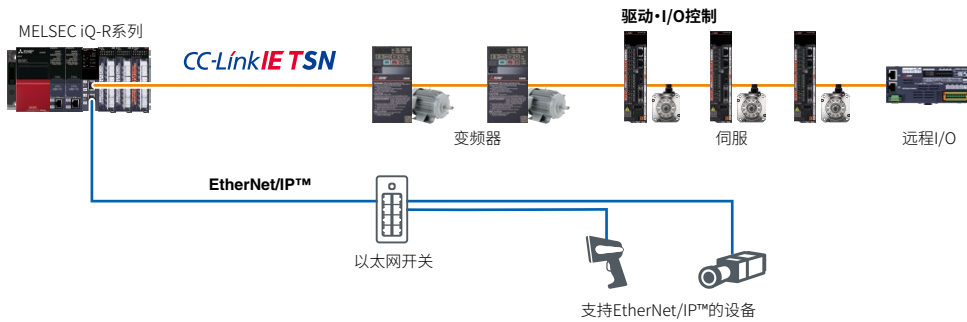 驱动·I/O控制
MELSEC iQ-R系列
CC-Link IE TSN
变频器
伺服
远程I/O
EtherNet/IP™
以太网开关
支持EtherNet/IP™的设备